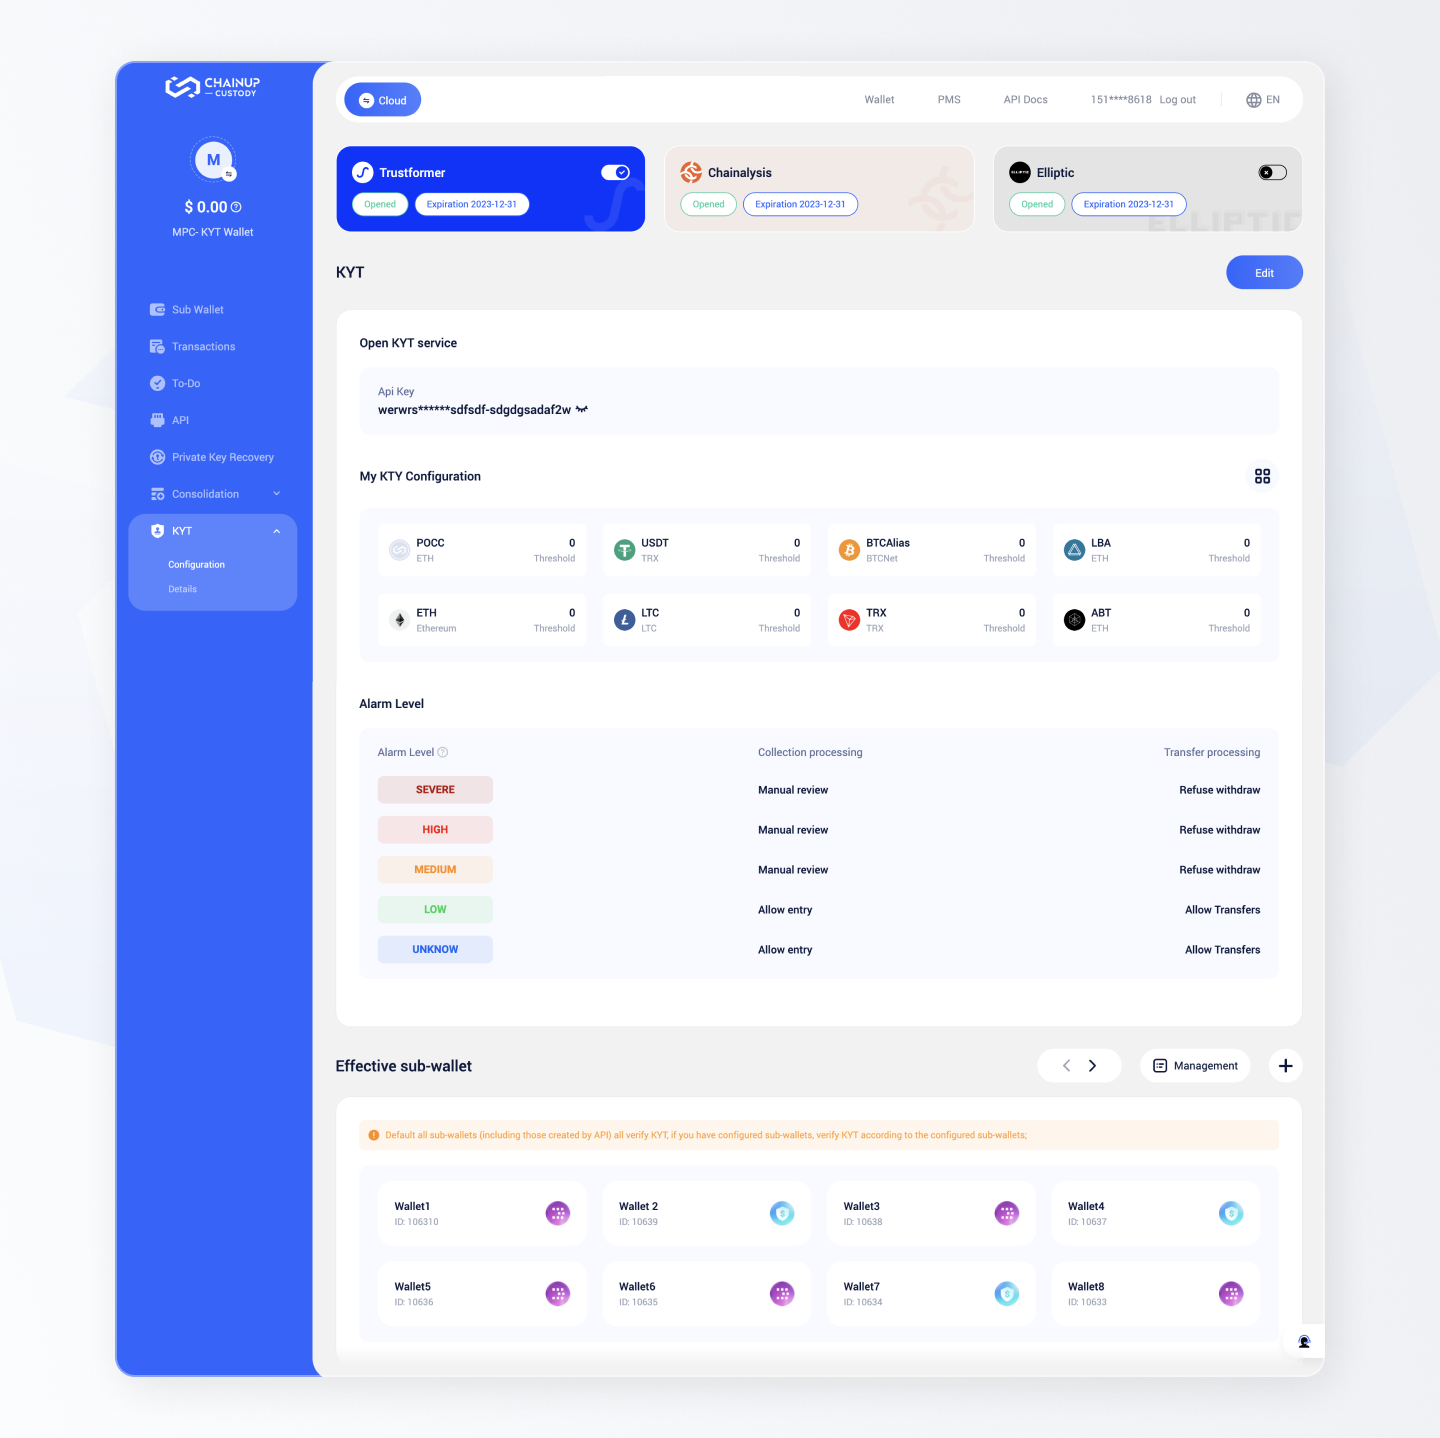 CHAINUP
CUSTODY
M
$ 0.00
MPC- KYT Wallet
Sub Wallet
Transactions
To-Do
API
Private Key Recovery
Consolidation
KYT
Configuration
Details
Cloud
Wallet
PMS
API Docs
151****8618 Log out
EN
Trustformer
Opened
Expiration 2023-12-31
Chainalysis
Opened
Expiration 2023-12-31
ELLIPTIC
Elliptic
Opened
Expiration 2023-12-31
ELLIPTIC
KYT
Edit
Open KYT service
Api Key
werwrs******sdfsdf-sdgdgsadaf2w
My KTY Configuration
POCC 0
ETH Threshold
USDT 0
TRX Threshold
BTCAlias 0
BTCNet Threshold
LBA 0
ETH Threshold
ETH 0
Ethereum Threshold
LTC 0
LTC Threshold
TRX 0
TRX Threshold
ABT 0
ETH Threshold
Alarm Level
Alarm Level Collection processing Transfer processing
SEVERE Manual review Refuse withdraw
HIGH Manual review Refuse withdraw
MEDIUM Manual review Refuse withdraw
LOW Allow entry Allow Transfers
UNKNOW Allow entry Allow Transfers
Effective sub-wallet
Management
Default all sub-wallets (including those created by API) all verify KYT, if you have configured sub-wallets, verify KYT according to the configured sub-wallets;
Wallet1
ID: 106310
Wallet 2
ID: 10639
Wallet3
ID: 10638
Wallet4
ID: 10637
Wallet5
ID: 10636
Wallet6
ID: 10635
Wallet7
ID: 10634
Wallet8
ID: 10633